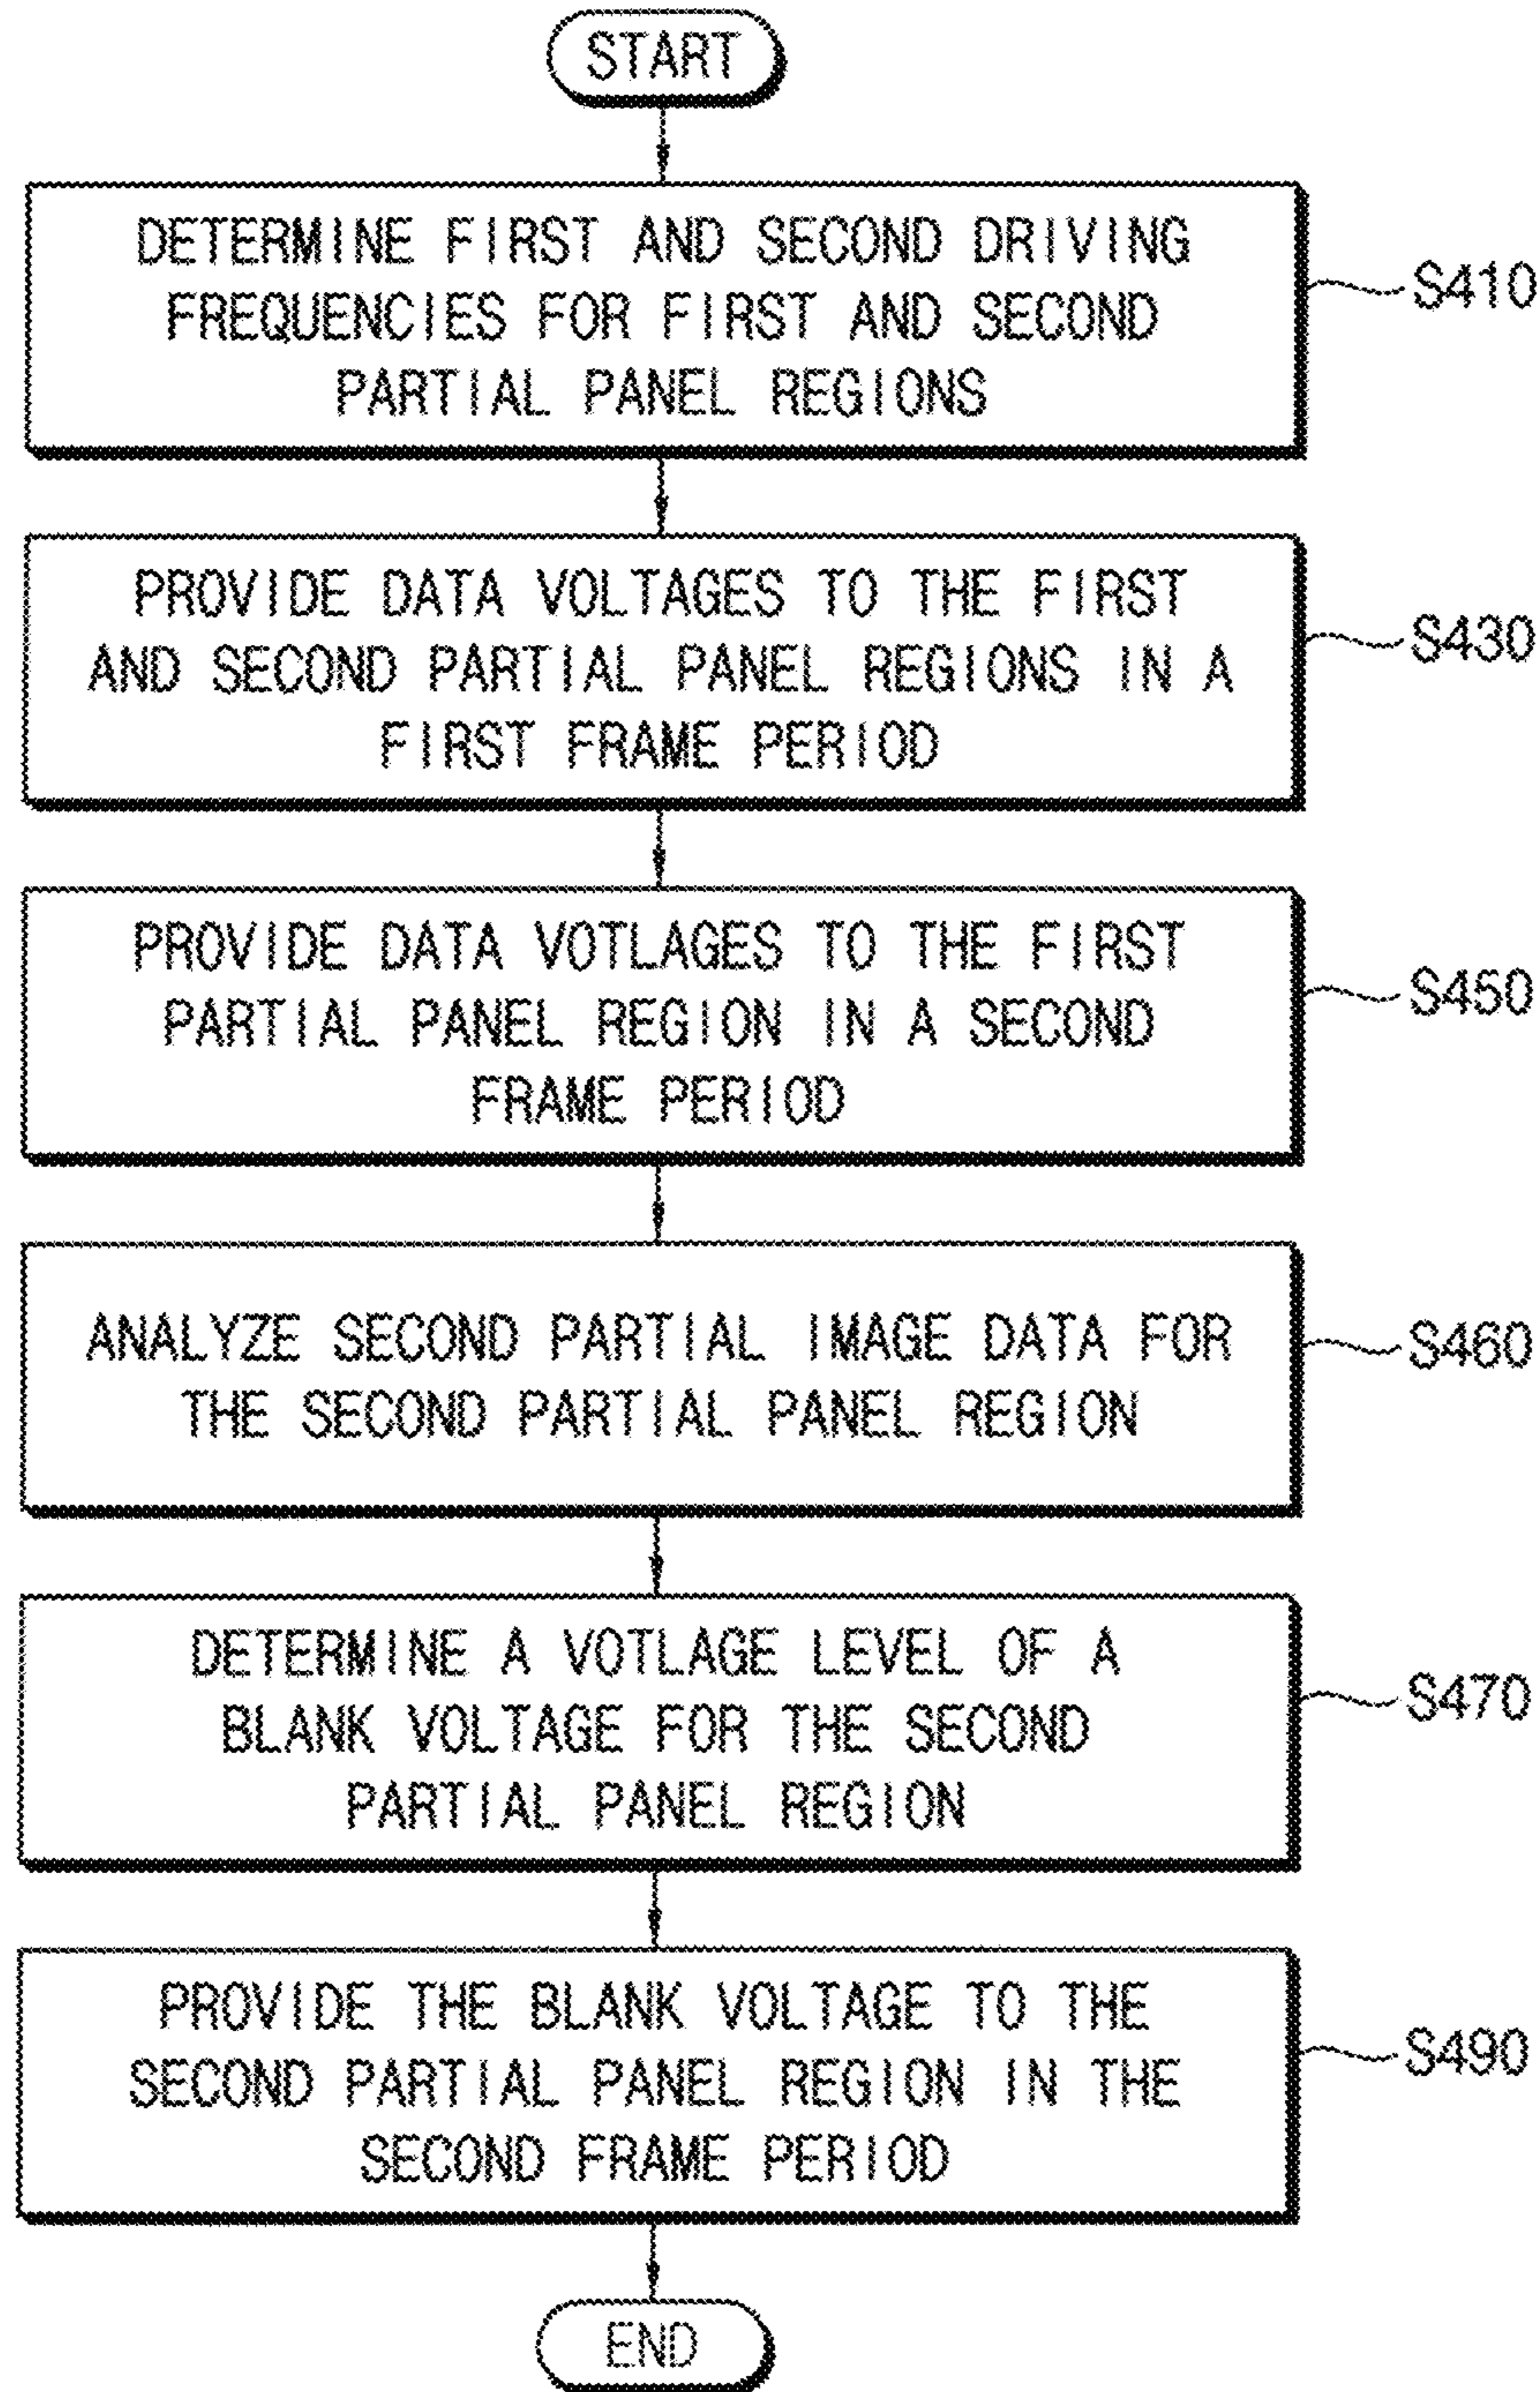 START
DETERMINE FIRST AND SECOND DRIVING
FREQUENCIES FOR FIRST AND SECOND
PARTIAL PANEL REGIONS
S410
PROVIDE DATA VOLTAGES TO THE FIRST
AND SECOND PARTIAL PANEL REGIONS IN A
FIRST FRAME PERIOD
S430
PROVIDE DATA VOTLAGES TO THE FIRST
PARTIAL PANEL REGION IN A SECOND
FRAME PERIOD
S450
ANALYZE SECOND PARTIAL IMAGE DATA FOR
THE SECOND PARTIAL PANEL REGION
S460
DETERMINE A VOTLAGE LEVEL OF A
BLANK VOLTAGE FOR THE SECOND
PARTIAL PANEL REGION
S470
PROVIDE THE BLANK VOLTAGE TO THE
SECOND PARTIAL PANEL REGION IN THE
SECOND FRAME PERIOD
S490
END